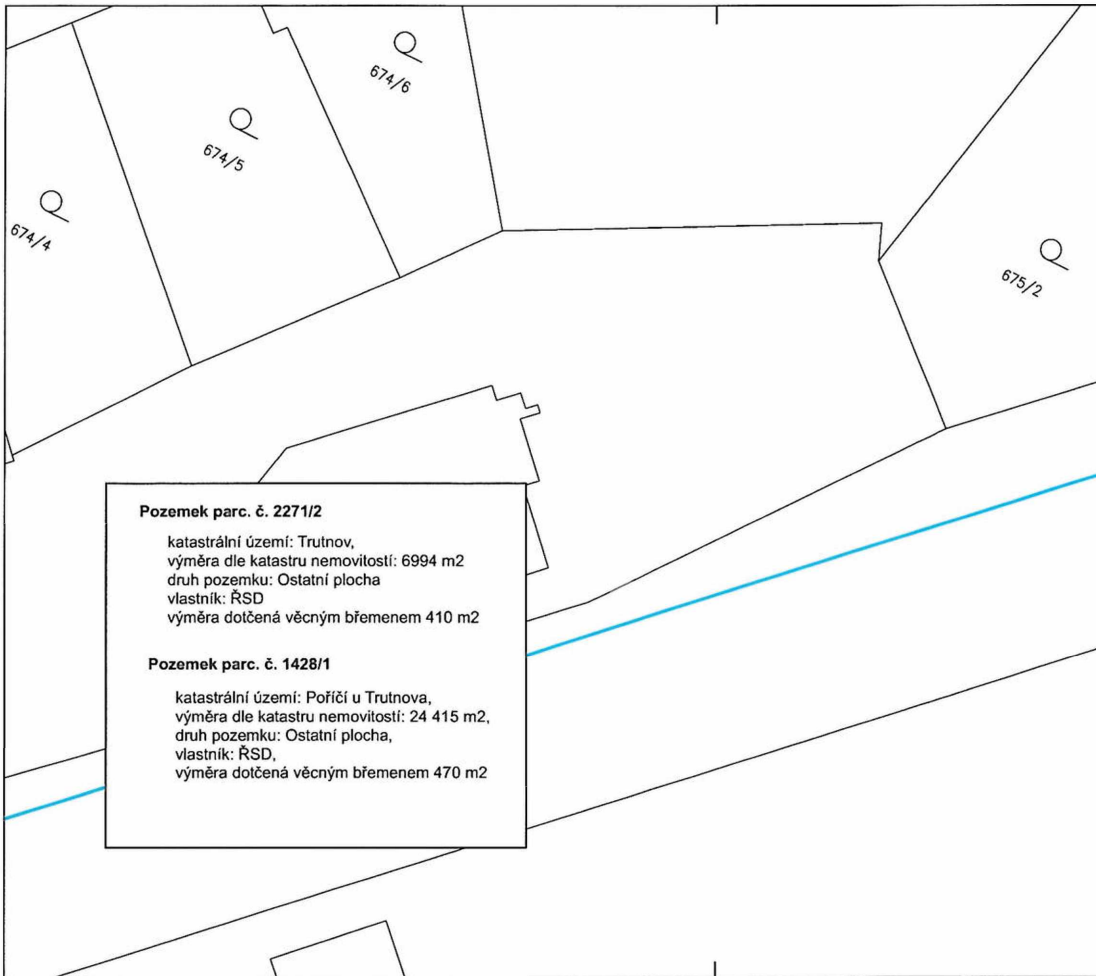 674/6
674/5
674/4
675/2
Pozemek parc. č. 2271/2
katastrální území: Trutnov,
výměra dle katastru nemovitostí: 6994 m2
druh pozemku: Ostatní plocha
vlastník: ŘSD
výměra dotčená věcným břemenem 410 m2
Pozemek parc. č. 1428/1
katastrální území: Poříčí u Trutnova,
výměra dle katastru nemovitostí: 24 415 m2,
druh pozemku: Ostatní plocha,
vlastník: ŘSD,
výměra dotčená věcným břemenem 470 m2